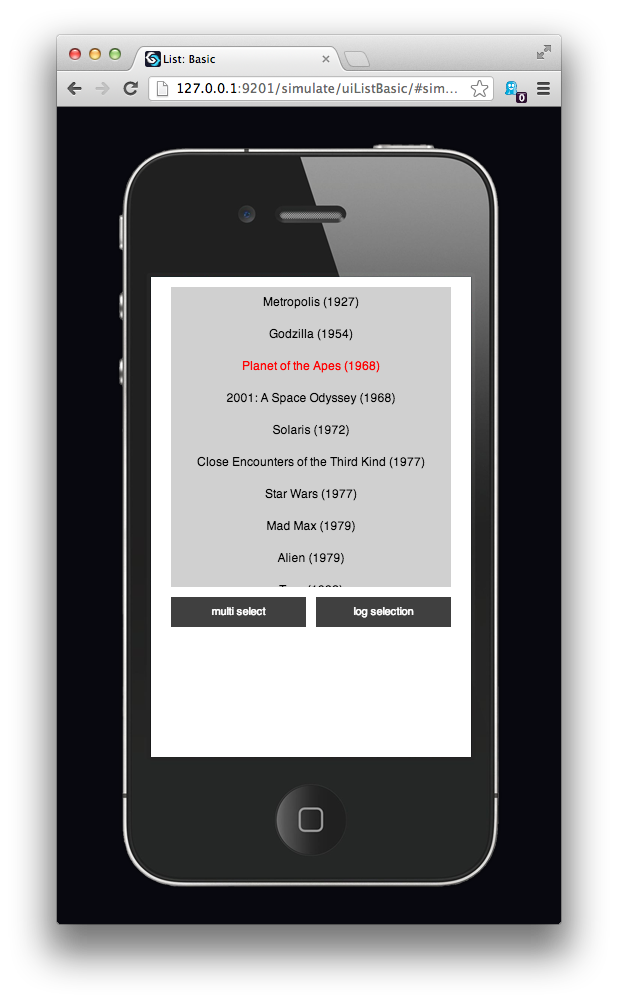 List: Basic
127.0.0.1:9201/simulate/uiListBasic/#sim...
0
Metropolis (1927)
Godzilla (1954)
Planet of the Apes (1968)
2001: A Space Odyssey (1968)
Solaris (1972)
Close Encounters of the Third Kind (1977)
Star Wars (1977)
Mad Max (1979)
Alien (1979)
multi select
log selection